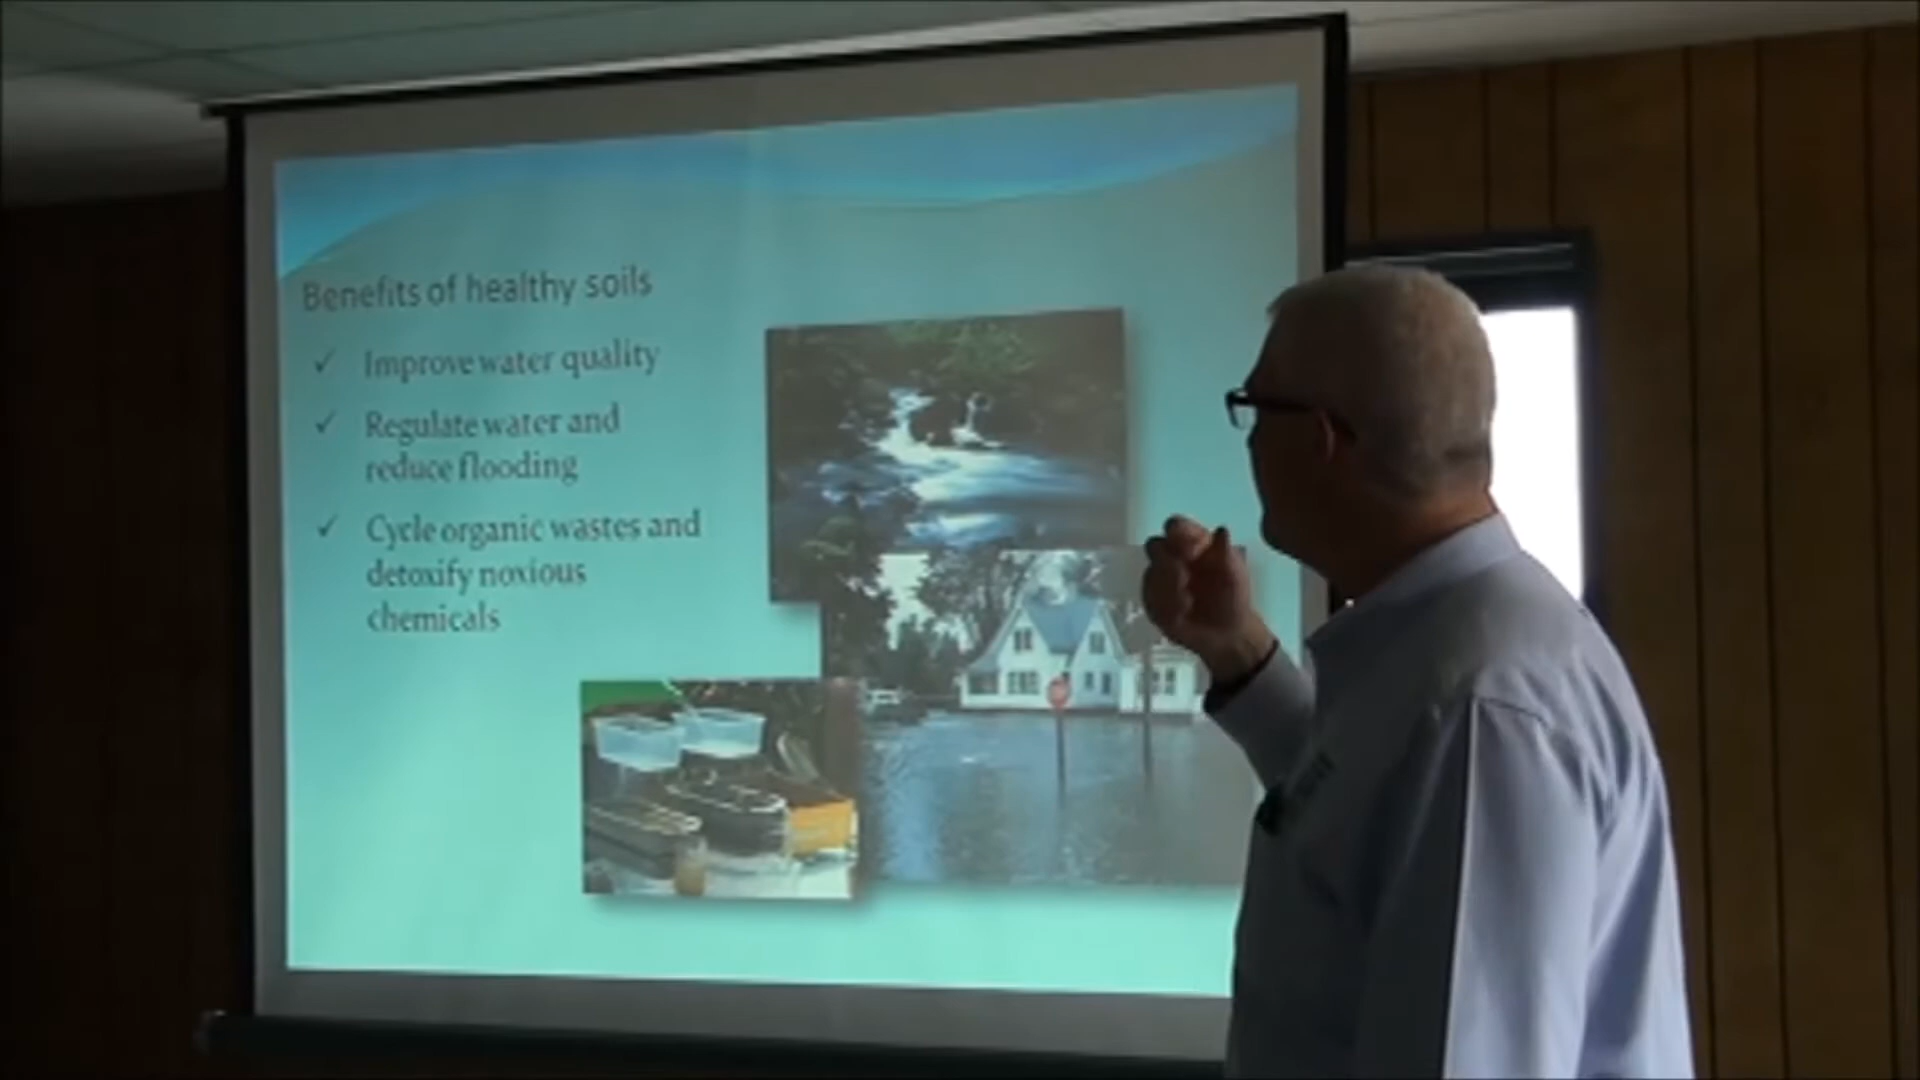 Benefits of healthy soils
✓ Improve water quality
✓ Regulate water and
reduce flooding
✓ Cycle organic wastes and
detoxify noxious
chemicals